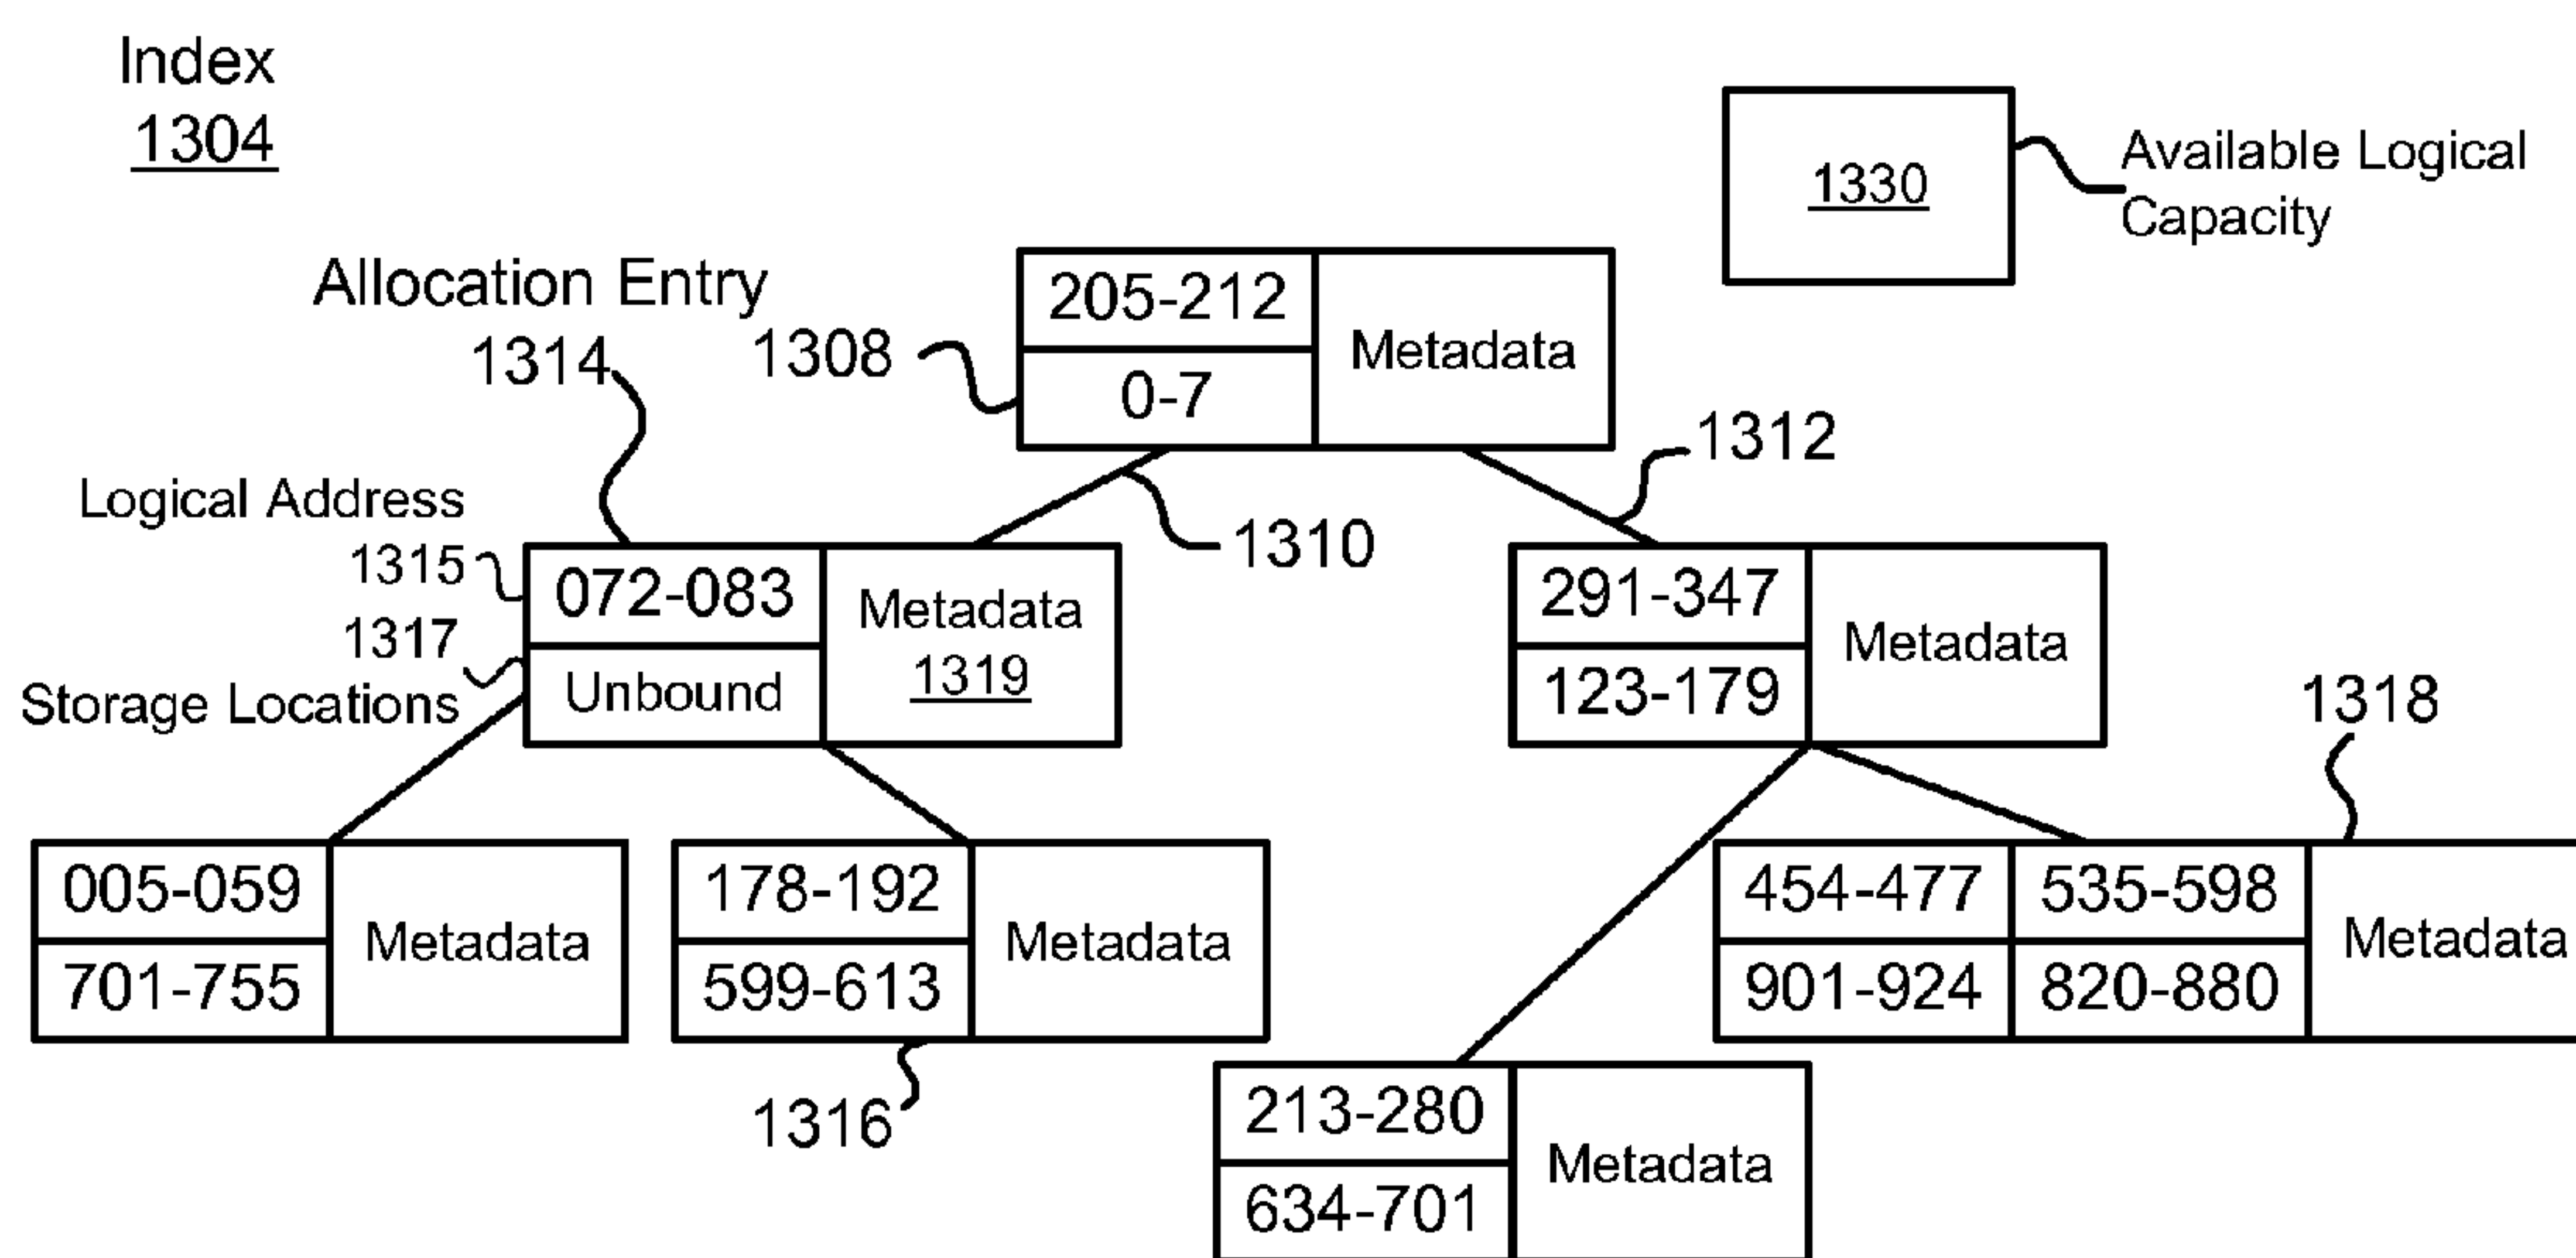 Index
1304
1330
Available Logical
Capacity
Allocation Entry
1314
1308
205-212
0-7
Metadata
1312
1310
Logical Address
1315
1317
Storage Locations
072-083
Unbound
Metadata
1319
291-347
123-179
Metadata
1318
005-059
701-755
Metadata
178-192
599-613
Metadata
1316
454-477
535-598
901-924
820-880
Metadata
213-280
634-701
Metadata